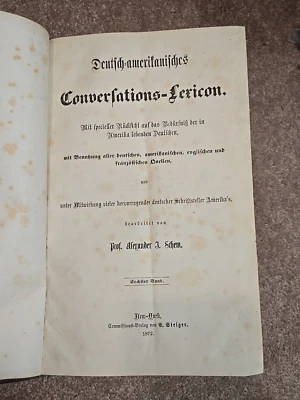 Deutsch-amerikanisches
Conversations-Lexicon.
Mit specieller Rücksicht auf das Bedürfniß der in
Amerika lebenden Deutschen,
mit Benutzung aller deutschen, amerikanischen, englischen und
französischen Quellen,
und
unter Mitwirkung vieler hervorragender deutscher Schriftsteller Amerika's,
bearbeitet von
Prof. Alexander J. Schem.
Sechster Band.
New-York.
Commissions-Verlag von E. Steiger.
1872.